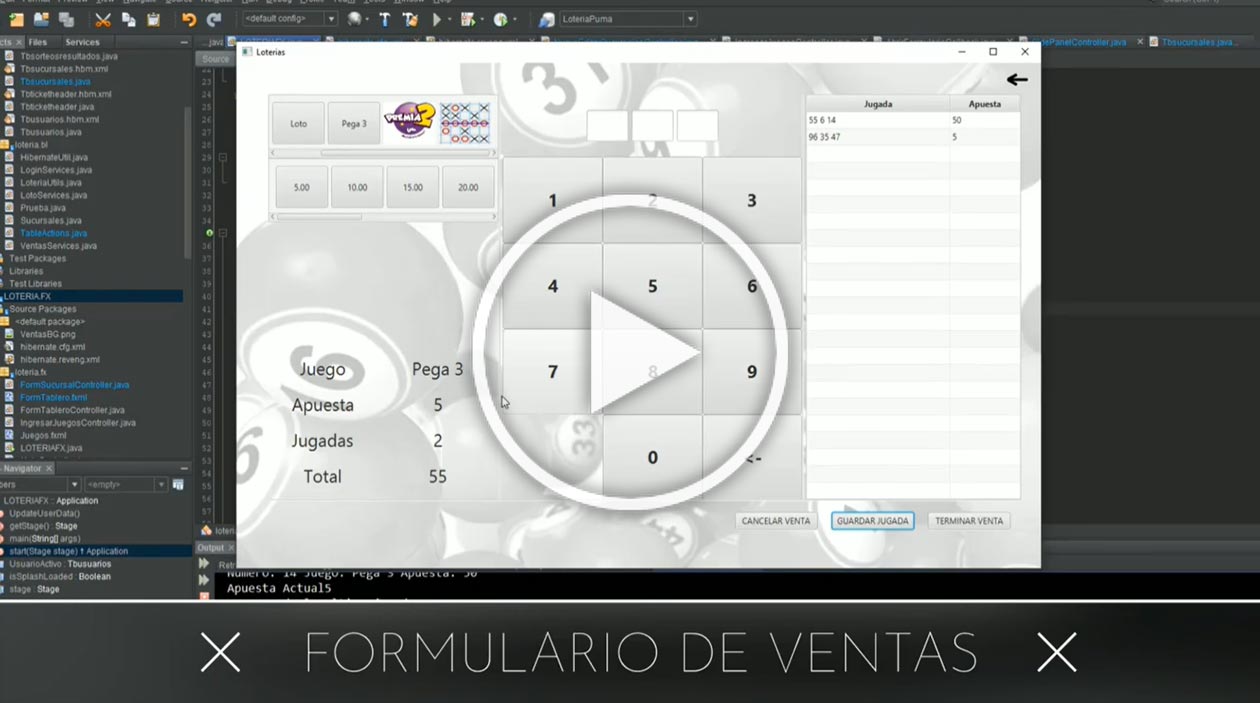 <default config>
LoteriaPuma
Files
Services
Tbsorteosresultados.java
Tbsucursales.hbm.xml
Tbsucursales.java
Tbticketheader.hbm.xml
Tbticketheader.java
Tbusuarios.hbm.xml
Tbusuarios.java
loteria.bl
HibernateUtil.java
LoginServices.java
LoteriaUtils.java
LotoServices.java
Prueba.java
Sucursales.java
TableActions.java
VentasServices.java
Test Packages
Libraries
Test Libraries
LOTERIA.FX
Source Packages
<default package>
VentasBG.png
hibernate.cfg.xml
hibernate.reveng.xml
loteria.fx
FormSucursalController.java
FormTablero.fxml
FormTableroController.java
IngresarJuegosController.java
Juegos.fxml
LOTERIAFX.java
Navigator
<empty>
LOTERIAFX :: Application
UpdateUserData()
getStage() : Stage
main(String[] args)
start(Stage stage) ↑ Application
UsuarioActivo : Tbusuarios
isSplashLoaded : Boolean
stage : Stage
Source
Tbsucursales.java...
Loterias
Loto
Pega 3
PREMIA 2
5.00
10.00
15.00
20.00
1
2
3
4
5
6
7
8
9
0
<-
Juego Pega 3
Apuesta 5
Jugadas 2
Total 55
Jugada Apuesta
55 6 14 50
96 35 47 5
CANCELAR VENTA
GUARDAR JUGADA
TERMINAR VENTA
Output
Numero: 14 Juego: Pega 3 Apuesta: 50
Apuesta Actual5
FORMULARIO DE VENTAS